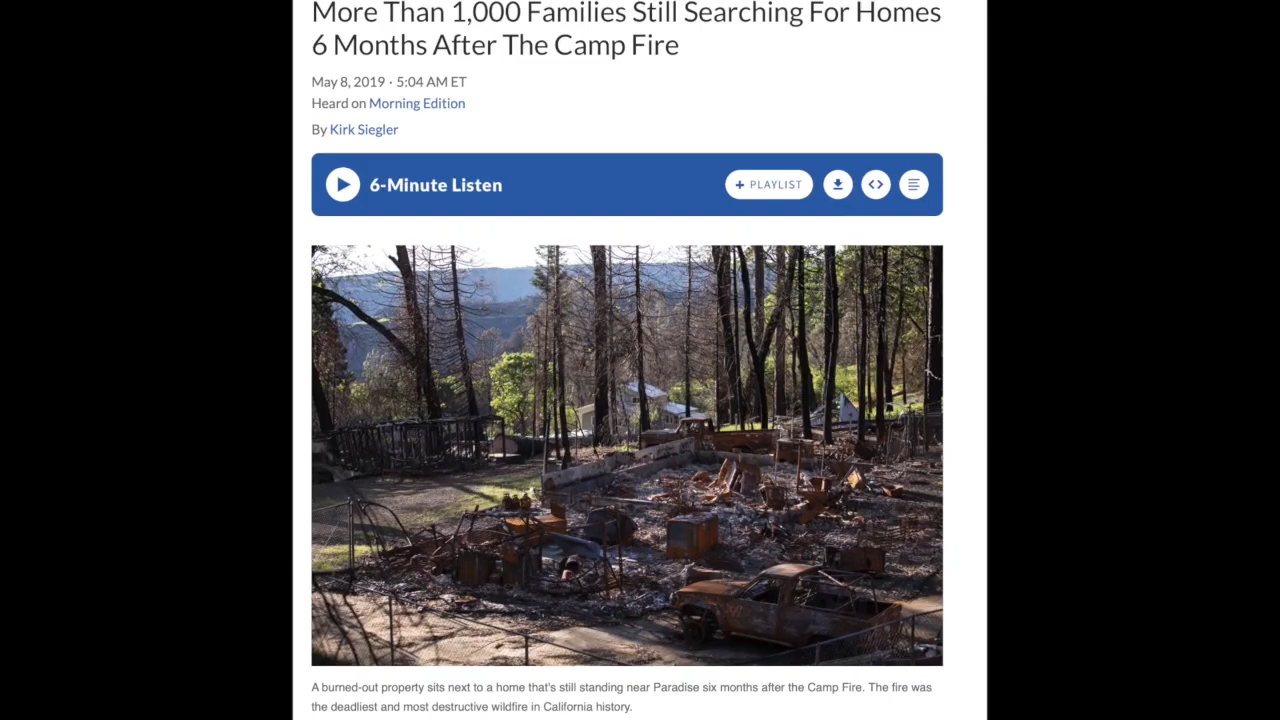 More Than 1,000 Families Still Searching For Homes
6 Months After The Camp Fire
May 8, 2019 · 5:04 AM ET
Heard on Morning Edition
By Kirk Siegler
6-Minute Listen
+ PLAYLIST
A burned-out property sits next to a home that's still standing near Paradise six months after the Camp Fire. The fire was
the deadliest and most destructive wildfire in California history.